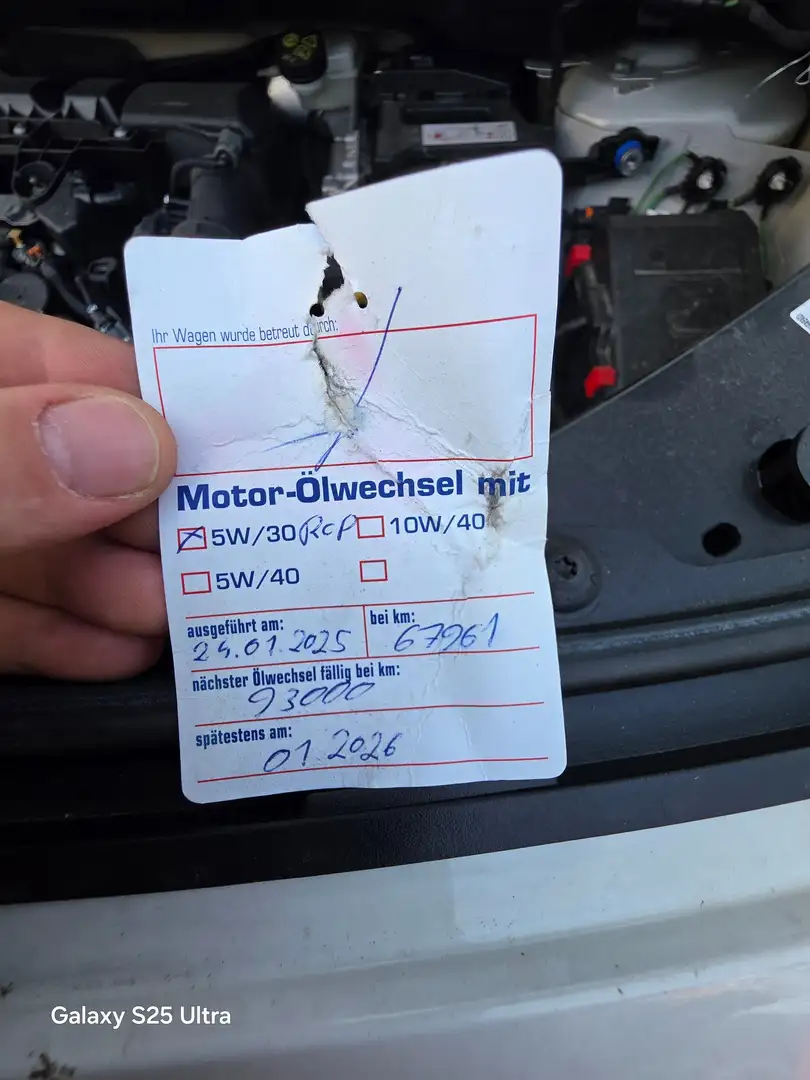 Ihr Wagen wurde betreut durch:
Motor-Ölwechsel mit
5W/30 RcP 10W/40
5W/40
ausgeführt am: bei km:
24.01.2025 67961
nächster Ölwechsel fällig bei km:
93000
spätestens am:
01 2026
Galaxy S25 Ultra